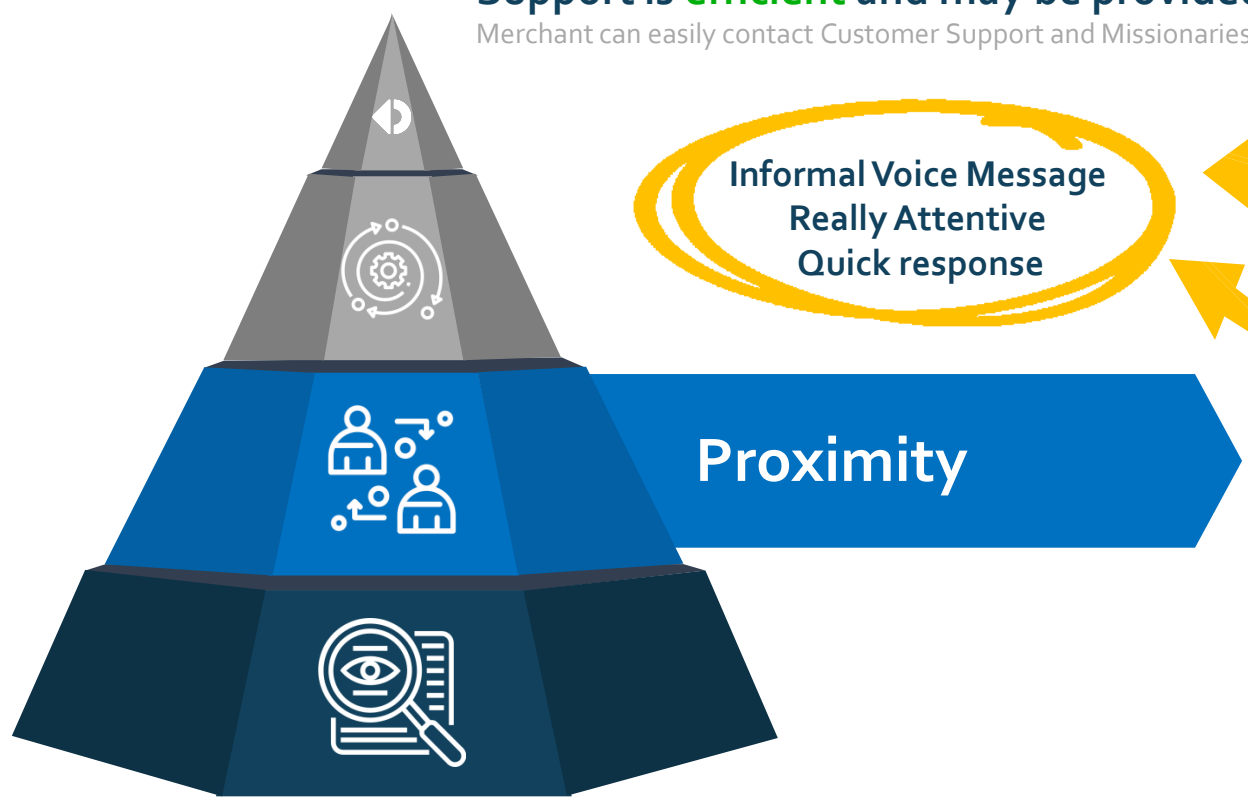 Support is efficient and may be provided
Merchant can easily contact Customer Support and Missionaries
Informal Voice Message
Really Attentive
Quick response
Proximity